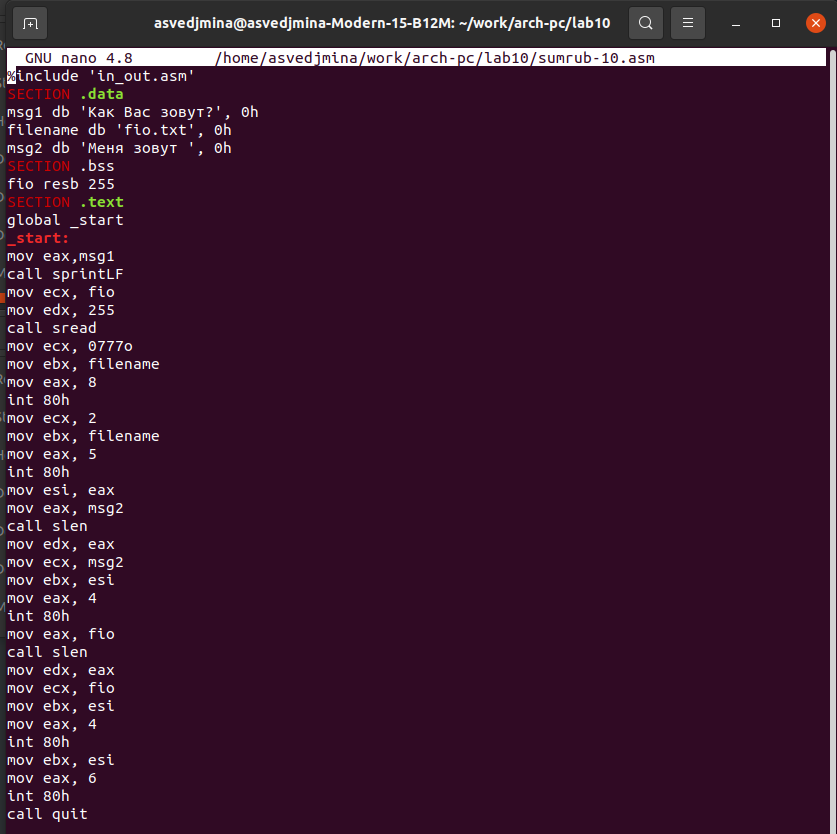 asvedjmina@asvedjmina-Modern-15-B12M: ~/work/arch-pc/lab10
GNU nano 4.8 /home/asvedjmina/work/arch-pc/lab10/sumrub-10.asm
%include 'in_out.asm'
SECTION .data
msg1 db 'Как Вас зовут?', 0h
filename db 'fio.txt', 0h
msg2 db 'Меня зовут ', 0h
SECTION .bss
fio resb 255
SECTION .text
global _start
_start:
mov eax,msg1
call sprintLF
mov ecx, fio
mov edx, 255
call sread
mov ecx, 0777o
mov ebx, filename
mov eax, 8
int 80h
mov ecx, 2
mov ebx, filename
mov eax, 5
int 80h
mov esi, eax
mov eax, msg2
call slen
mov edx, eax
mov ecx, msg2
mov ebx, esi
mov eax, 4
int 80h
mov eax, fio
call slen
mov edx, eax
mov ecx, fio
mov ebx, esi
mov eax, 4
int 80h
mov ebx, esi
mov eax, 6
int 80h
call quit